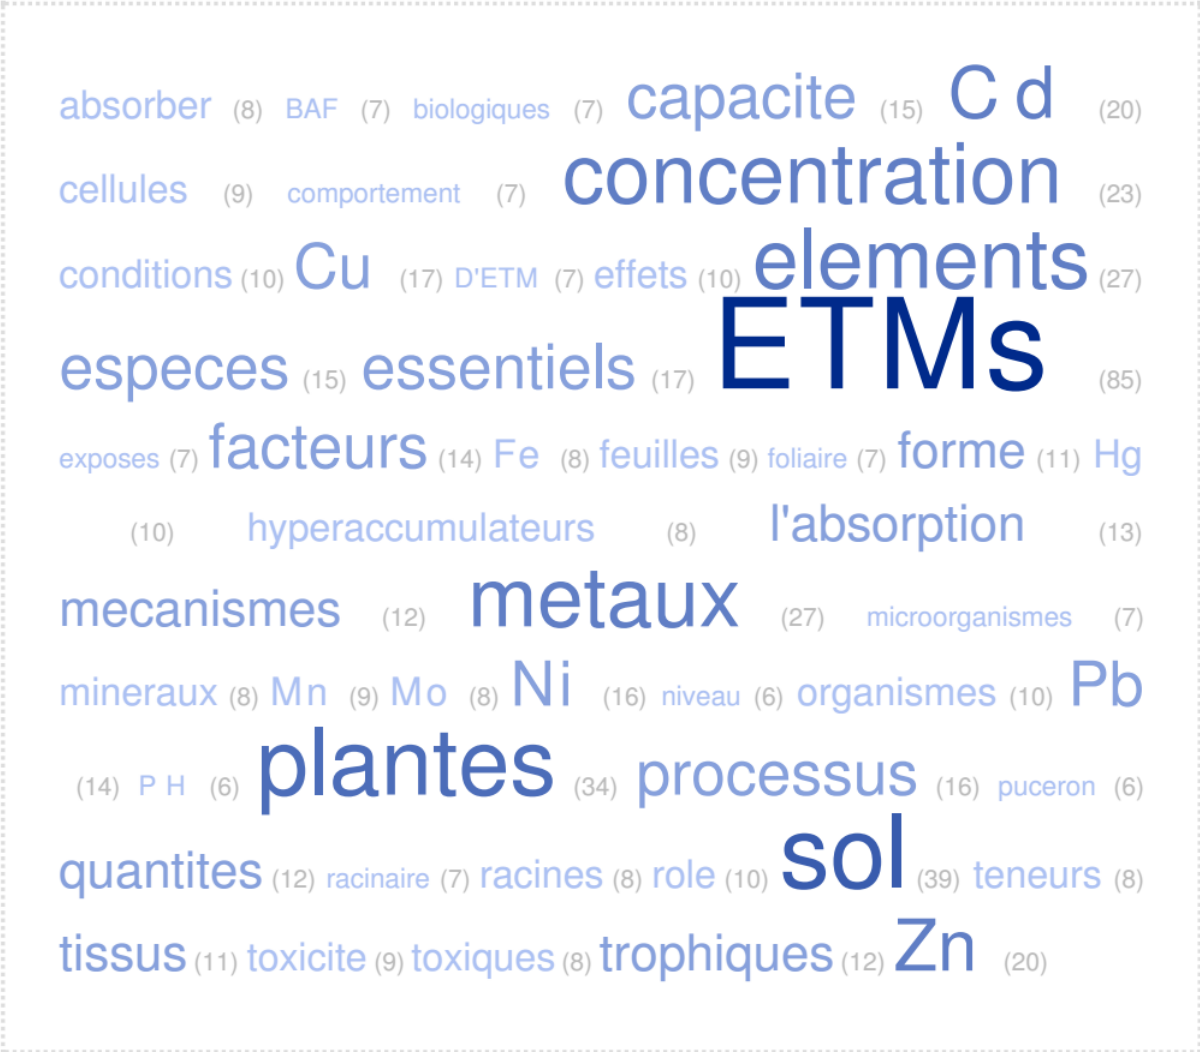 absorber (8) BAF (7) biologiques (7) capacite (15) C d (20)
cellules (9) comportement (7) concentration (23)
conditions (10) Cu (17) D'ETM (7) effets (10) elements (27)
especes (15) essentiels (17) ETMs (85)
exposes (7) facteurs (14) Fe (8) feuilles (9) foliaire (7) forme (11) Hg
(10) hyperaccumulateurs (8) l'absorption (13)
mecanismes (12) metaux (27) microorganismes (7)
mineraux (8) Mn (9) Mo (8) Ni (16) niveau (6) organismes (10) Pb
(14) P H (6) plantes (34) processus (16) puceron (6)
quantites (12) racinaire (7) racines (8) role (10) sol (39) teneurs (8)
tissus (11) toxicite (9) toxiques (8) trophiques (12) Zn (20)